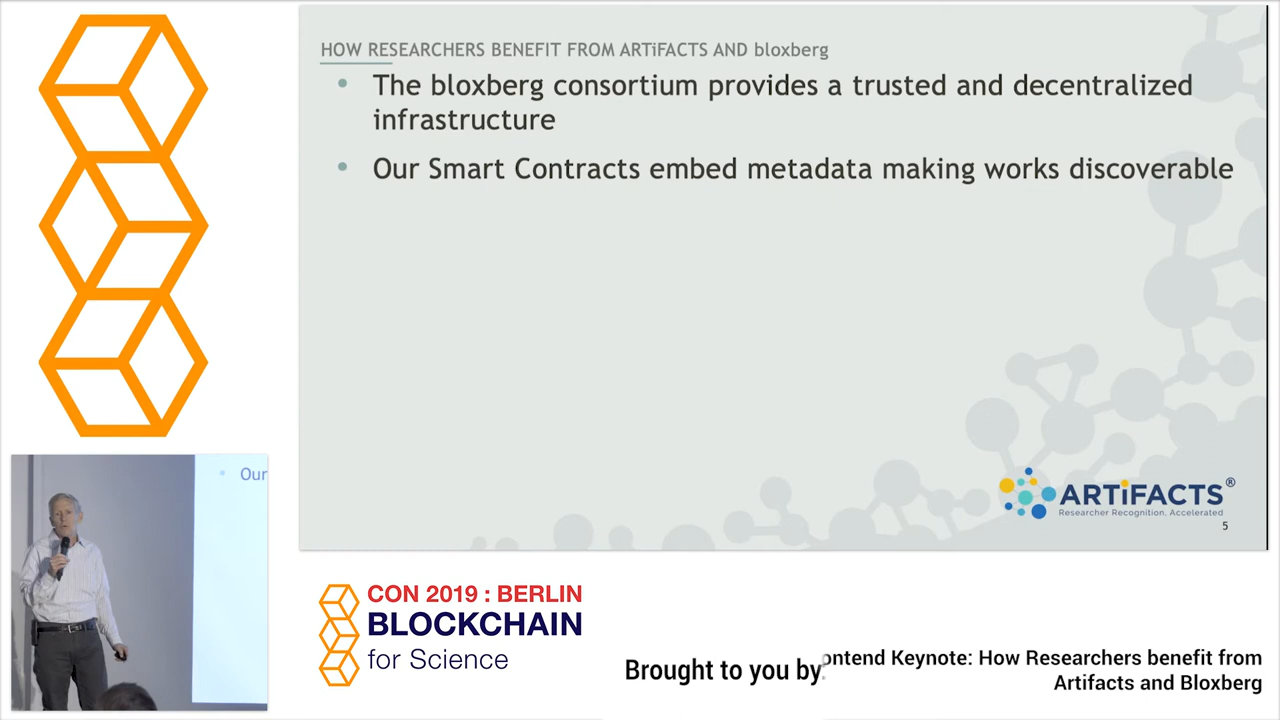 HOW RESEARCHERS BENEFIT FROM ARTiFACTS AND bloxberg
• The bloxberg consortium provides a trusted and decentralized
infrastructure
• Our Smart Contracts embed metadata making works discoverable
ARTiFACTS®
Researcher Recognition. Accelerated
5
• Our
CON 2019 : BERLIN
BLOCKCHAIN
for Science
Brought to you by:
ontend Keynote: How Researchers benefit from
Artifacts and Bloxberg